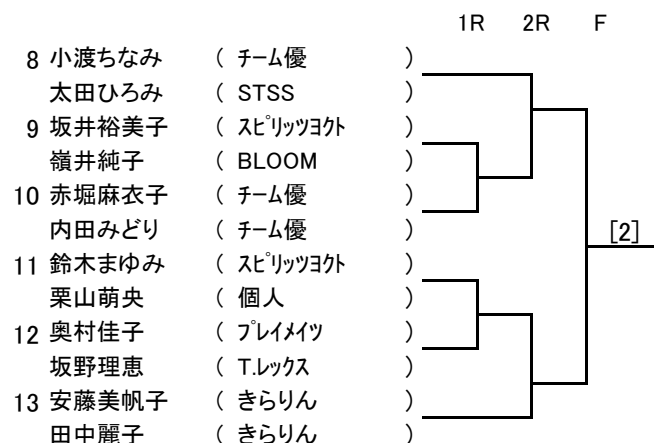 1R 2R F
8 小渡ちなみ ( チーム優 )
太田ひろみ ( STSS )
9 坂井裕美子 ( スピリッツヨクト )
嶺井純子 ( BLOOM )
10 赤堀麻衣子 ( チーム優 )
内田みどり ( チーム優 )
[2]
11 鈴木まゆみ ( スピリッツヨクト )
栗山萌央 ( 個人 )
12 奥村佳子 ( プレイメイツ )
坂野理恵 ( T.レックス )
13 安藤美帆子 ( きらりん )
田中麗子 ( きらりん )